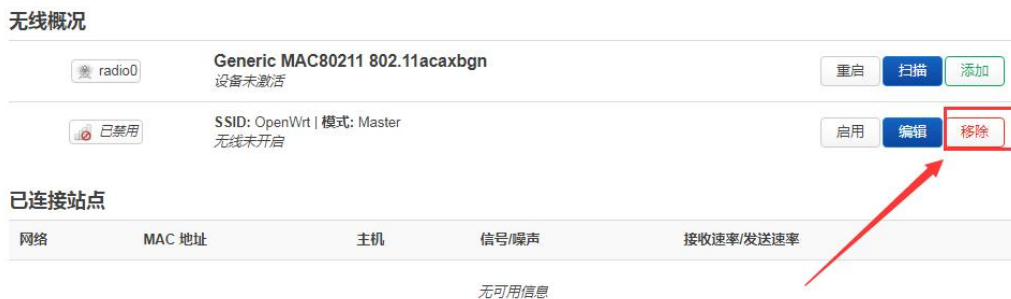 无线概况
radio0 Generic MAC80211 802.11acaxbgn 重启 扫描 添加
设备未激活
已禁用 SSID: OpenWrt | 模式: Master 启用 编辑 移除
无线未开启
已连接站点
网络 MAC 地址 主机 信号/噪声 接收速率/发送速率
无可用信息